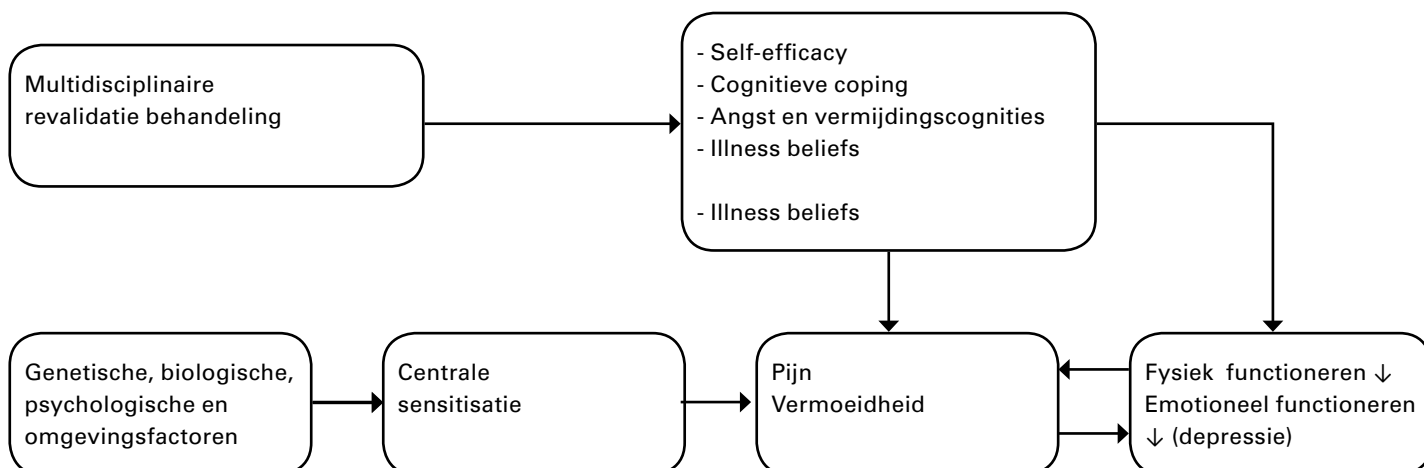 Multidisciplinaire
revalidatie behandeling
- Self-efficacy
- Cognitieve coping
- Angst en vermijdingscognities
- Illness beliefs
- Illness beliefs
Genetische, biologische,
psychologische en
omgevingsfactoren
Centrale
sensitisatie
Pijn
Vermoeidheid
Fysiek functioneren ↓
Emotioneel functioneren
↓ (depressie)